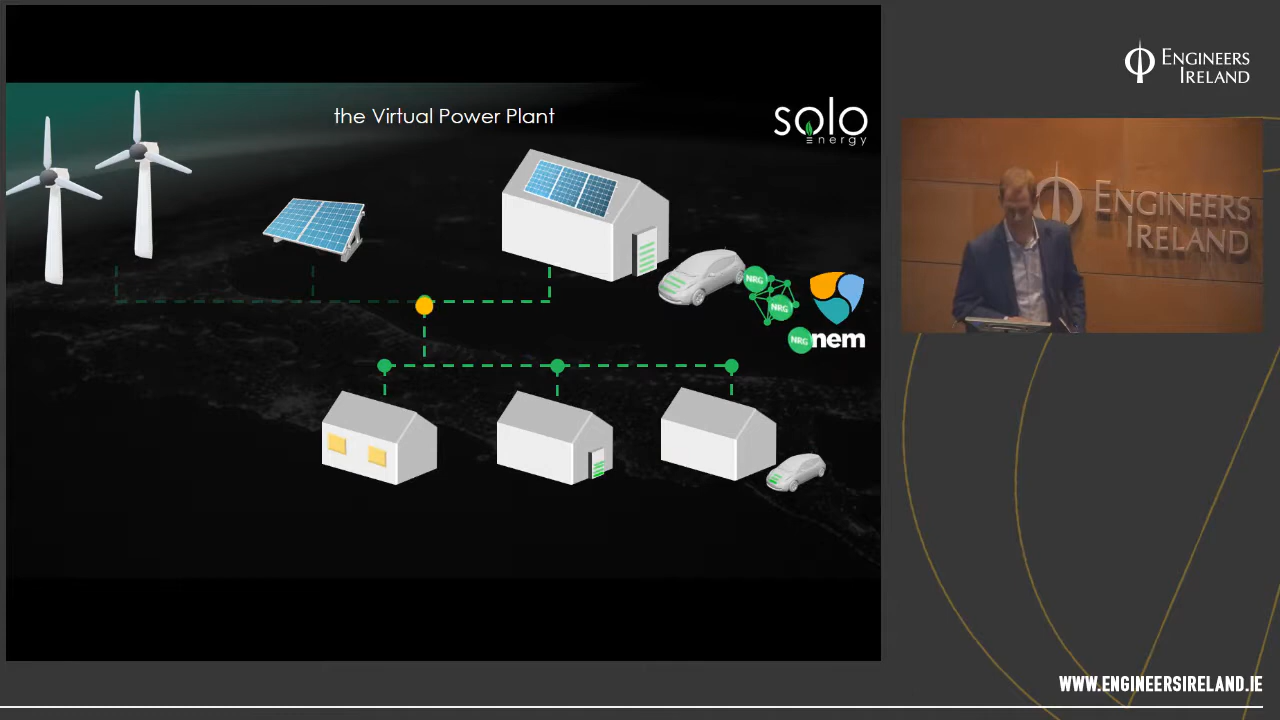 the Virtual Power Plant
solo
energy
NRG
NRG
NRG
nem
ENGINEERS
IRELAND
ENGINEERS
IRELAND
WWW.ENGINEERSIRELAND.IE